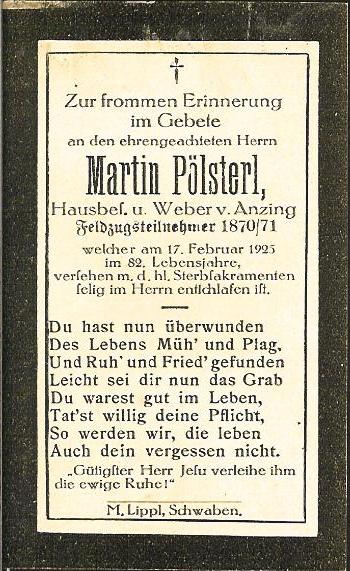 Zur frommen Erinnerung
im Gebete
an den ehrengeachteten Herrn
Martin Pölsterl,
Hausbes. u. Weber v. Anzing
Feldzugsteilnehmer 1870/71
welcher am 17. Februar 1925
im 82. Lebensjahre,
versehen m. d. hl. Sterbsakramenten
selig im Herrn entschlafen ist.
Du hast nun überwunden
Des Lebens Müh' und Plag,
Und Ruh' und Fried' gefunden
Leicht sei dir nun das Grab
Du warest gut im Leben,
Tat'st willig deine Pflicht,
So werden wir, die leben
Auch dein vergessen nicht.
„Gütigster Herr Jesu verleihe ihm
die ewige Ruhe!“
M. Lippl, Schwaben.